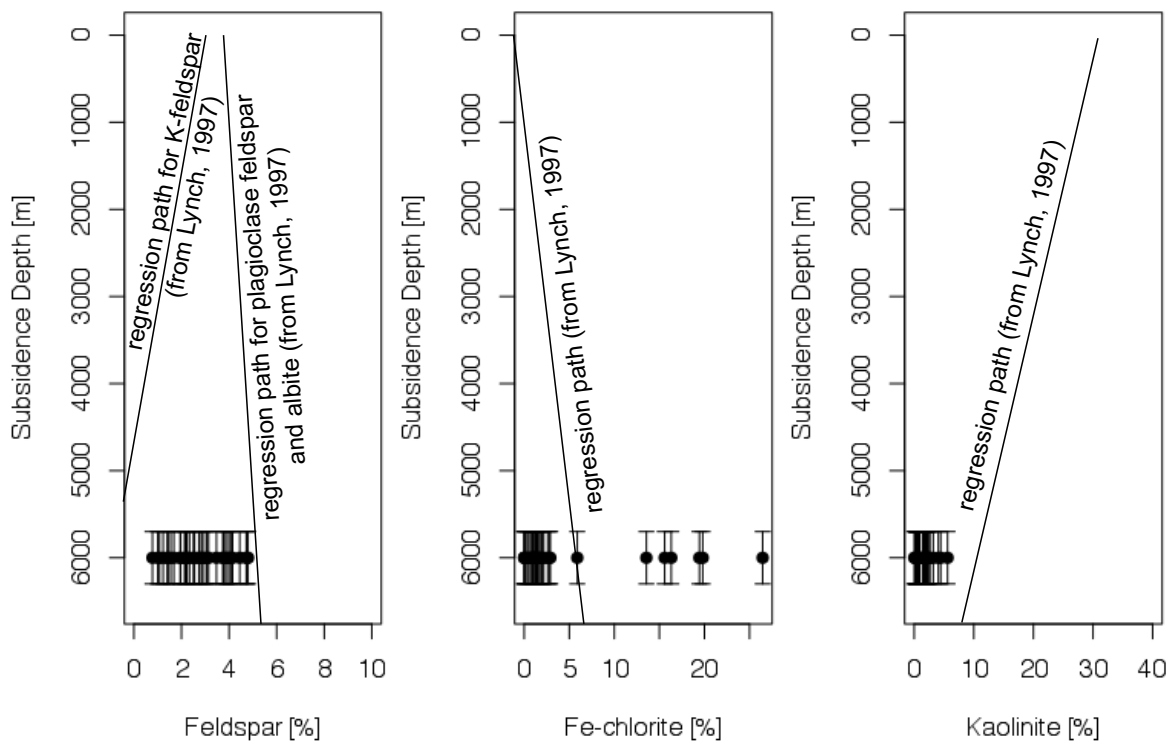 0
1000
2000
3000
4000
5000
6000
Subsidence Depth [m]
regression path for K-feldspar
(from Lynch, 1997)
regression path for plagioclase feldspar
and albite (from Lynch, 1997)
0 2 4 6 8 10
Feldspar [%]
0
1000
2000
3000
4000
5000
6000
Subsidence Depth [m]
regression path (from Lynch, 1997)
0 5 10 20
Fe-chlorite [%]
0
1000
2000
3000
4000
5000
6000
Subsidence Depth [m]
regression path (from Lynch, 1997)
0 10 20 30 40
Kaolinite [%]